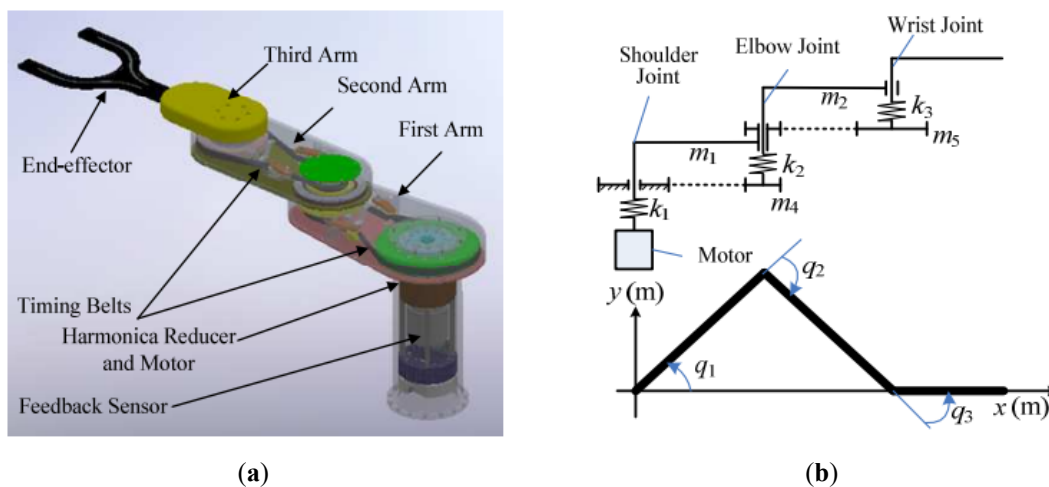 Third Arm
Second Arm
First Arm
End-effector
Timing Belts
Harmonica Reducer
and Motor
Feedback Sensor
(a)
Wrist Joint
Elbow Joint
Shoulder
Joint
m2
k3
m5
m1
k2
k1
m4
Motor
y (m)
q2
q1
x (m)
q3
(b)